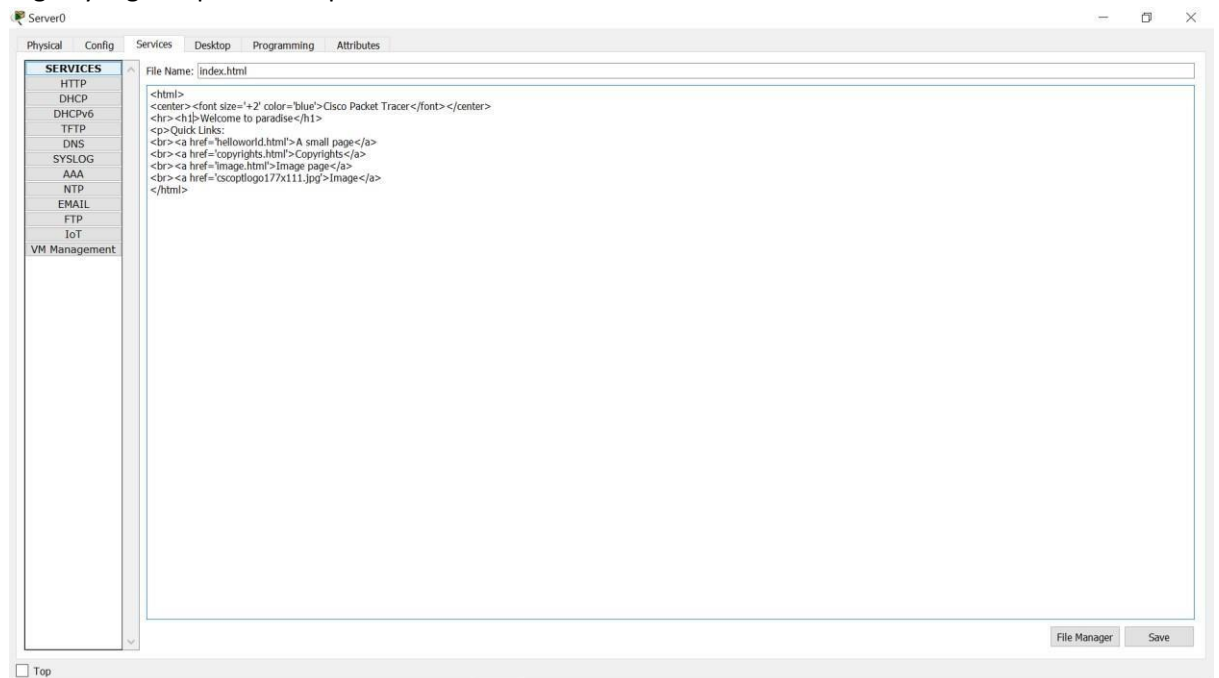 Server0
Physical Config Services Desktop Programming Attributes
SERVICES
HTTP
DHCP
DHCPv6
TFTP
DNS
SYSLOG
AAA
NTP
EMAIL
FTP
IoT
VM Management
File Name: index.html
<html>
<center><font size='+2' color='blue'>Cisco Packet Tracer</font></center>
<hr><h1>Welcome to paradise</h1>
<p>Quick Links:
<br><a href='helloworld.html'>A small page</a>
<br><a href='copyrights.html'>Copyrights</a>
<br><a href='image.html'>Image page</a>
<br><a href='cscoptlogo177x111.jpg'>Image</a>
</html>
File Manager Save
Top